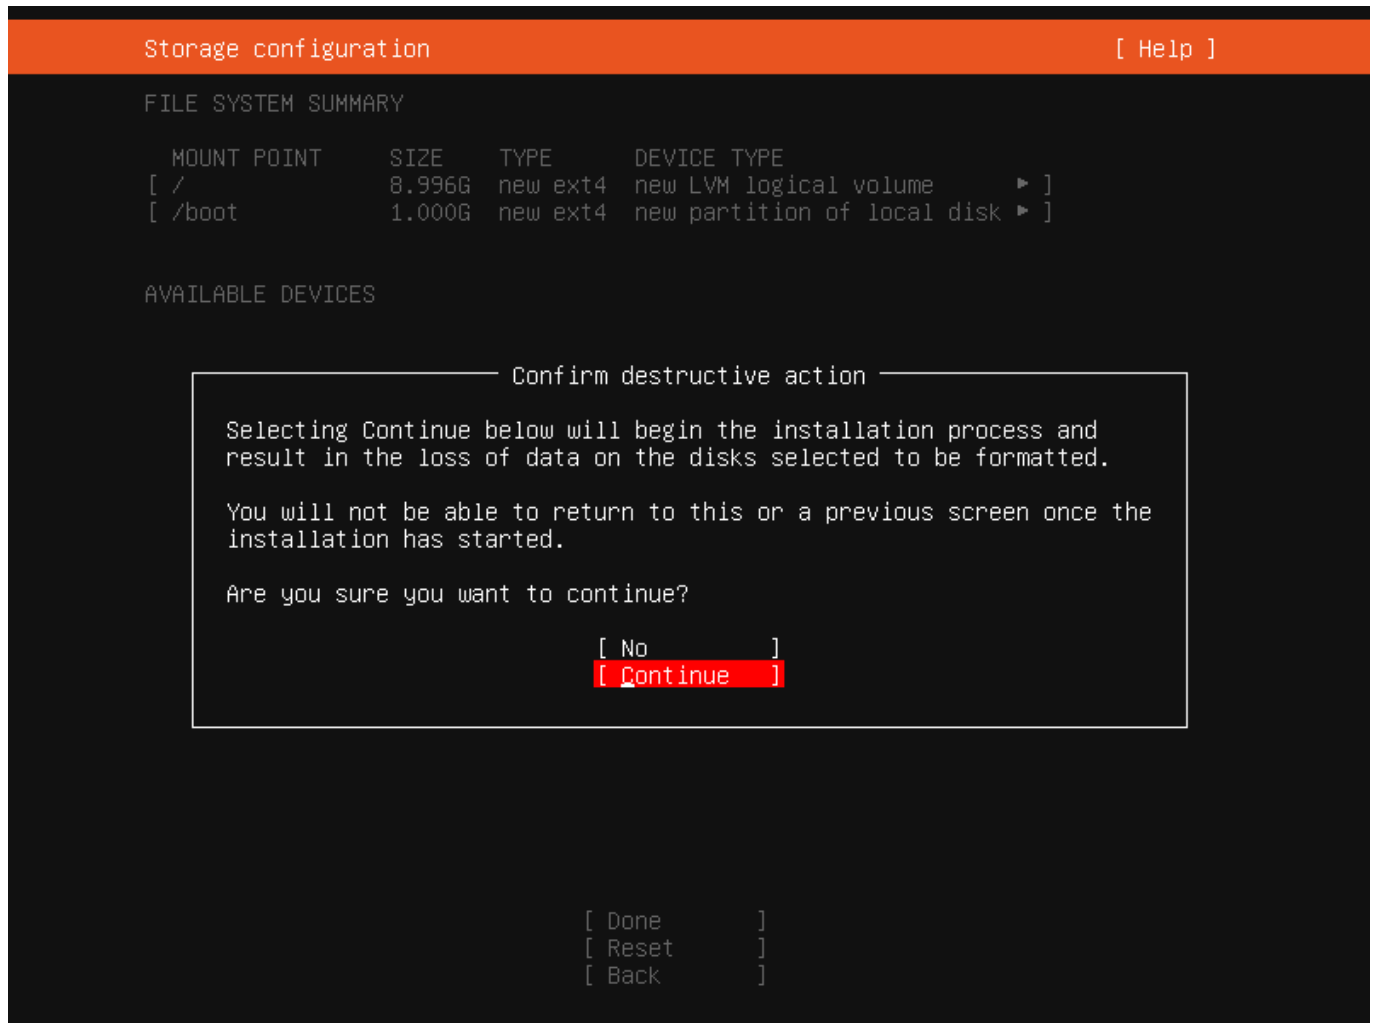 Storage configuration [ Help ]
FILE SYSTEM SUMMARY
MOUNT POINT SIZE TYPE DEVICE TYPE
[ / 8.996G new ext4 new LVM logical volume ▸ ]
[ /boot 1.000G new ext4 new partition of local disk ▸ ]
AVAILABLE DEVICES
Confirm destructive action
Selecting Continue below will begin the installation process and
result in the loss of data on the disks selected to be formatted.
You will not be able to return to this or a previous screen once the
installation has started.
Are you sure you want to continue?
[ No ]
[ Continue ]
[ Done ]
[ Reset ]
[ Back ]